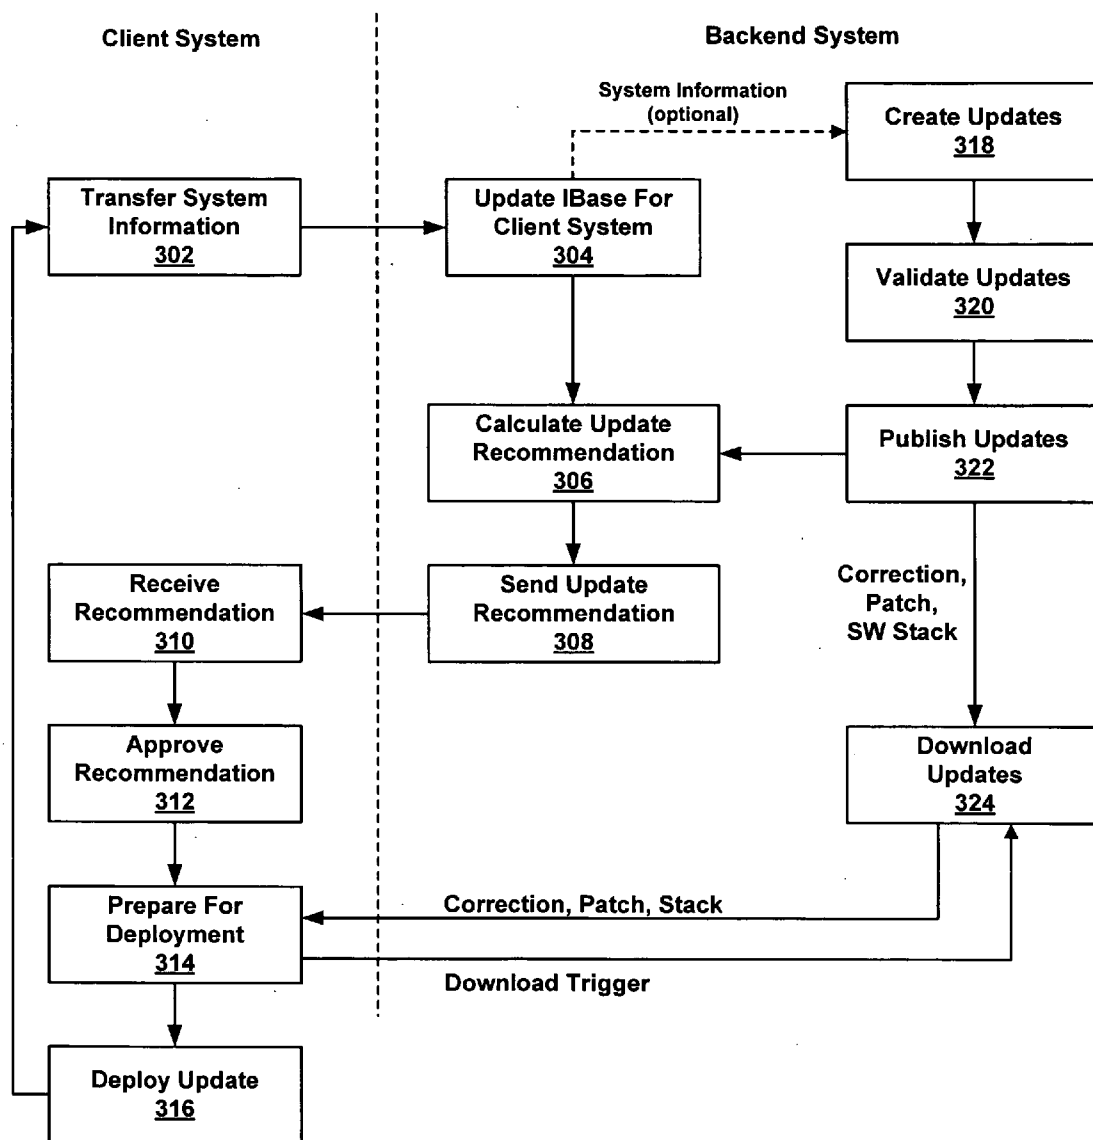 Client System
Backend System
System Information
(optional)
Create Updates
318
Transfer System
Information
302
Update IBase For
Client System
304
Validate Updates
320
Calculate Update
Recommendation
306
Publish Updates
322
Receive
Recommendation
310
Send Update
Recommendation
308
Correction,
Patch,
SW Stack
Approve
Recommendation
312
Download
Updates
324
Prepare For
Deployment
314
Correction, Patch, Stack
Download Trigger
Deploy Update
316